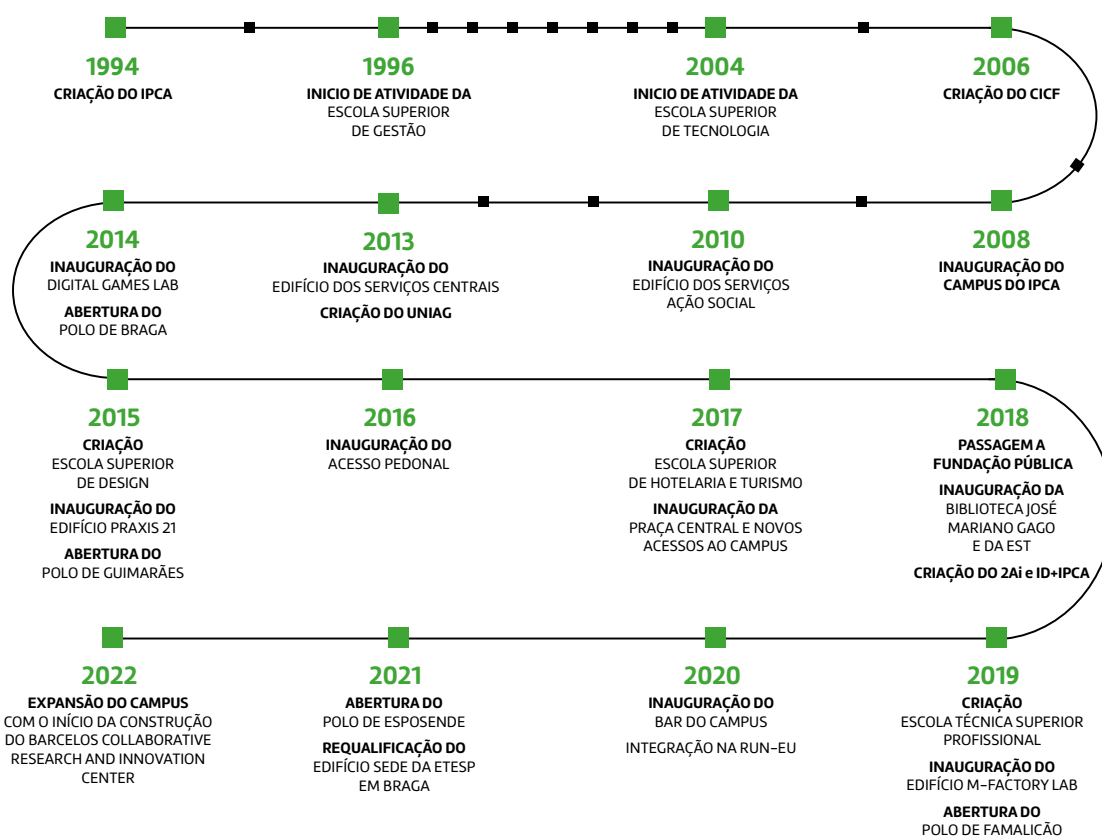 1994
CRIAÇÃO DO IPCA
1996
INICIO DE ATIVIDADE DA
ESCOLA SUPERIOR
DE GESTÃO
2004
INICIO DE ATIVIDADE DA
ESCOLA SUPERIOR
DE TECNOLOGIA
2006
CRIAÇÃO DO CICF
2008
INAUGURAÇÃO DO
CAMPUS DO IPCA
2010
INAUGURAÇÃO DO
EDIFÍCIO DOS SERVIÇOS
AÇÃO SOCIAL
2013
INAUGURAÇÃO DO
EDIFÍCIO DOS SERVIÇOS CENTRAIS
CRIAÇÃO DO UNIAG
2014
INAUGURAÇÃO DO
DIGITAL GAMES LAB
ABERTURA DO
POLO DE BRAGA
2015
CRIAÇÃO
ESCOLA SUPERIOR
DE DESIGN
INAUGURAÇÃO DO
EDIFÍCIO PRAXIS 21
ABERTURA DO
POLO DE GUIMARÃES
2016
INAUGURAÇÃO DO
ACESSO PEDONAL
2017
CRIAÇÃO
ESCOLA SUPERIOR
DE HOTELARIA E TURISMO
INAUGURAÇÃO DA
PRAÇA CENTRAL E NOVOS
ACESSOS AO CAMPUS
2018
PASSAGEM A
FUNDAÇÃO PÚBLICA
INAUGURAÇÃO DA
BIBLIOTECA JOSÉ
MARIANO GAGO
E DA EST
CRIAÇÃO DO 2Ai e ID+IPCA
2019
CRIAÇÃO
ESCOLA TÉCNICA SUPERIOR
PROFISSIONAL
INAUGURAÇÃO DO
EDIFÍCIO M-FACTORY LAB
ABERTURA DO
POLO DE FAMALICÃO
2020
INAUGURAÇÃO DO
BAR DO CAMPUS
INTEGRAÇÃO NA RUN-EU
2021
ABERTURA DO
POLO DE ESPOSENDE
REQUALIFICAÇÃO DO
EDIFÍCIO SEDE DA ETESP
EM BRAGA
2022
EXPANSÃO DO CAMPUS
COM O INÍCIO DA CONSTRUÇÃO
DO BARCELOS COLLABORATIVE
RESEARCH AND INNOVATION
CENTER